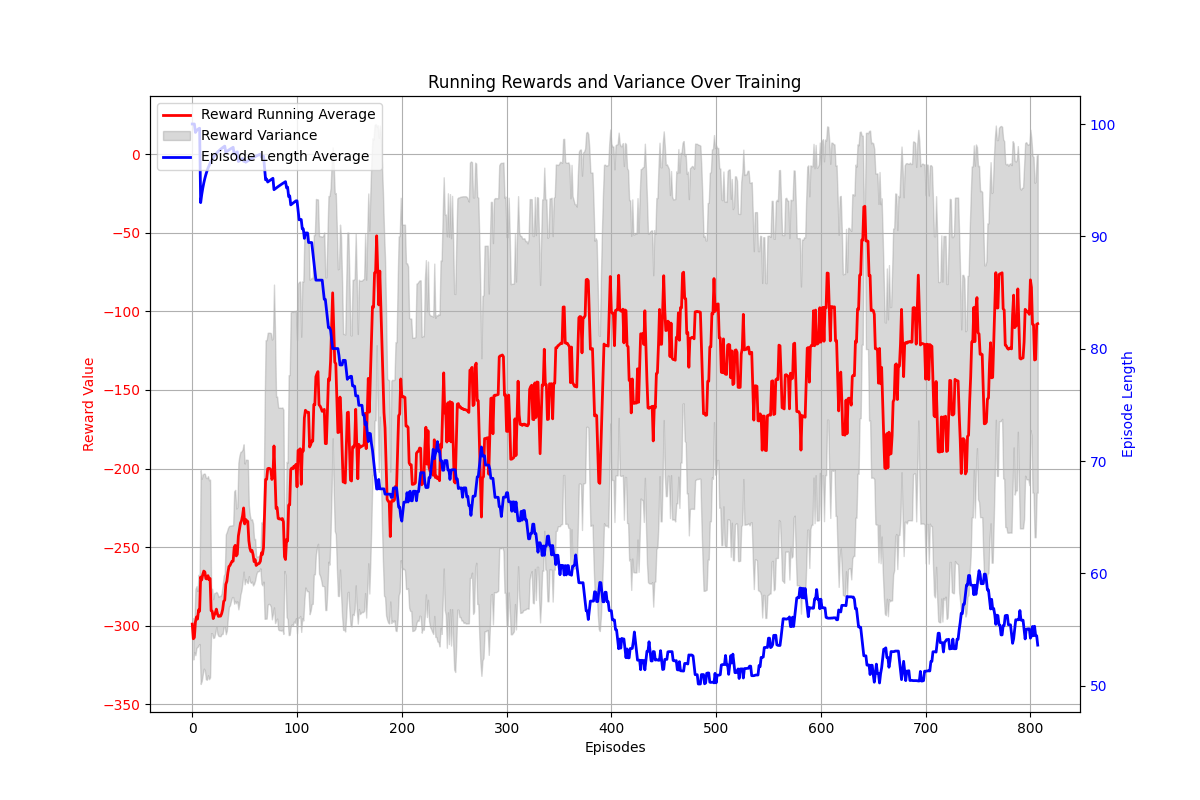 Running Rewards and Variance Over Training
Reward Running Average
Reward Variance
Episode Length Average
Reward Value
0
−50
−100
−150
−200
−250
−300
−350
100
90
80
70
60
50
Episode Length
0 100 200 300 400 500 600 700 800
Episodes